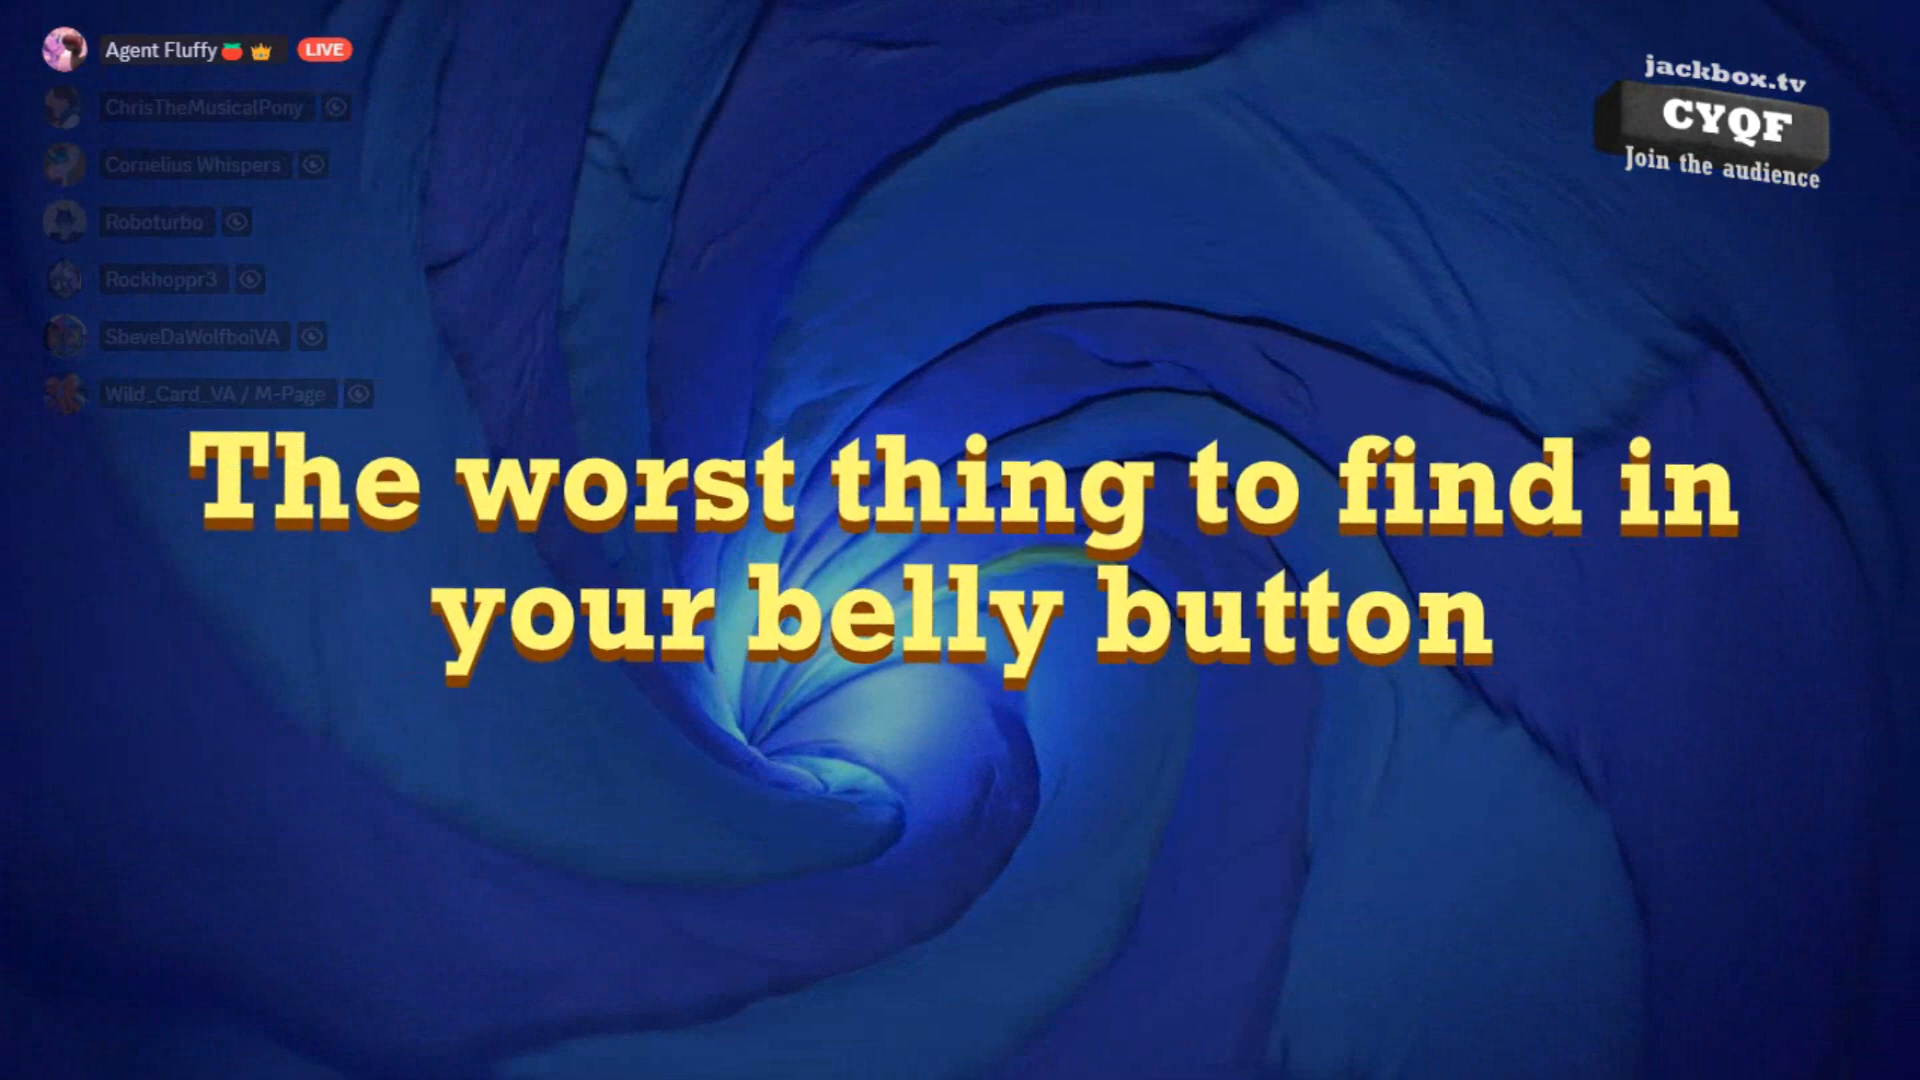 Agent Fluffy🍅👑 LIVE
ChrisTheMusicalPony
Cornelius Whispers
Roboturbo
Rockhoppr3
SbeveDaWolfboiVA
Wild_Card_VA / M-Page
jackbox.tv
CYQF
Join the audience
The worst thing to find in
your belly button